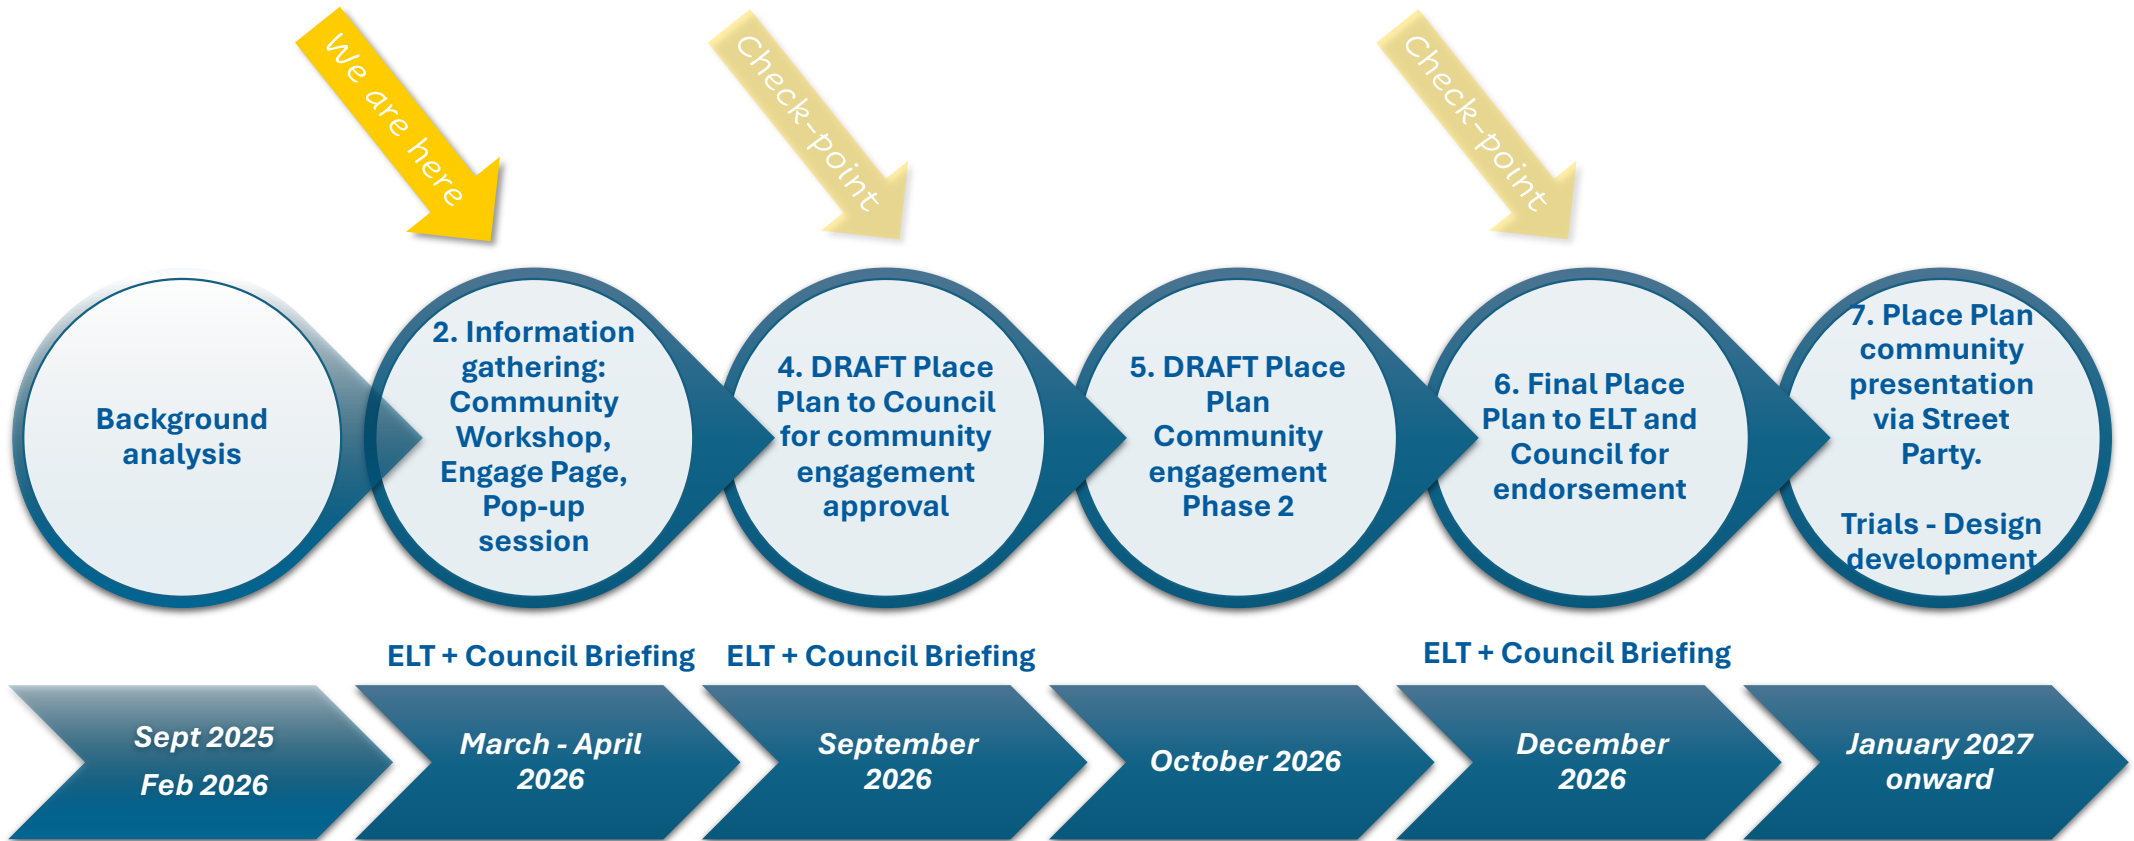 We are here
Check-point
Check-point
Background
analysis
2. Information
gathering:
Community
Workshop,
Engage Page,
Pop-up
session
4. DRAFT Place
Plan to Council
for community
engagement
approval
5. DRAFT Place
Plan
Community
engagement
Phase 2
6. Final Place
Plan to ELT and
Council for
endorsement
7. Place Plan
community
presentation
via Street
Party.
Trials - Design
development
ELT + Council Briefing
ELT + Council Briefing
ELT + Council Briefing
Sept 2025
Feb 2026
March - April
2026
September
2026
October 2026
December
2026
January 2027
onward